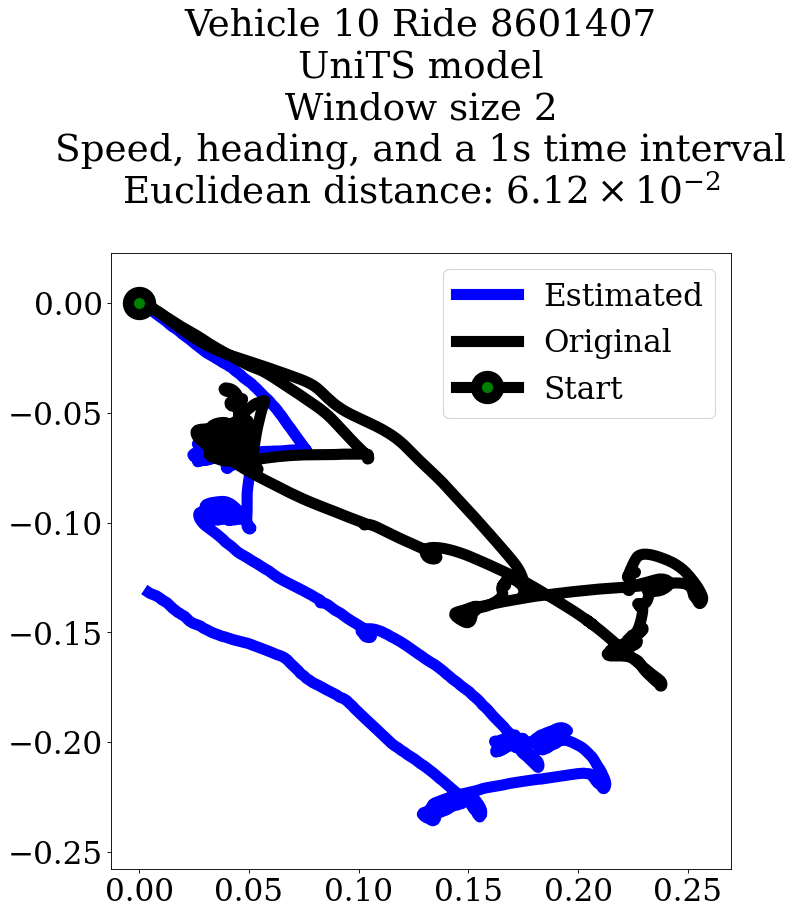 Vehicle 10 Ride 8601407
UniTS model
Window size 2
Speed, heading, and a 1s time interval
Euclidean distance: 6.12 × 10⁻²
Estimated
Original
Start
0.00
−0.05
−0.10
−0.15
−0.20
−0.25
0.00 0.05 0.10 0.15 0.20 0.25